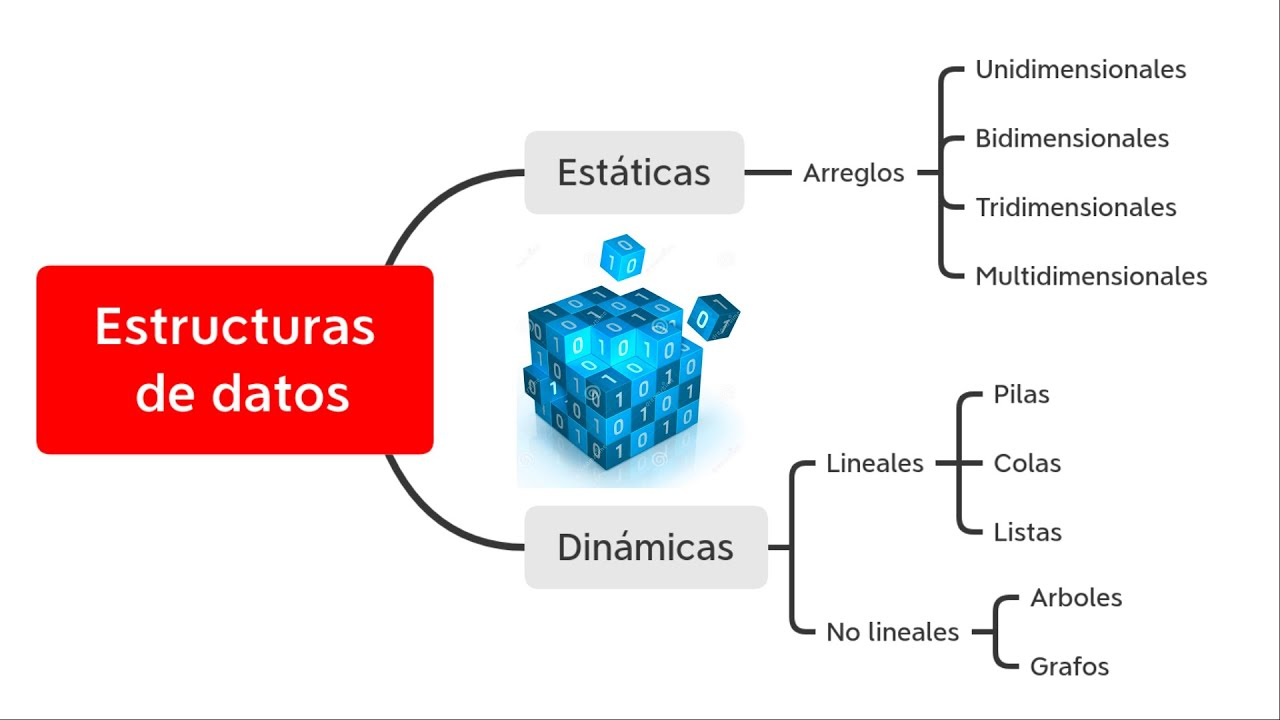 Estructuras
de datos
Estáticas
Arreglos
Unidimensionales
Bidimensionales
Tridimensionales
Multidimensionales
Dinámicas
Lineales
Pilas
Colas
Listas
No lineales
Arboles
Grafos